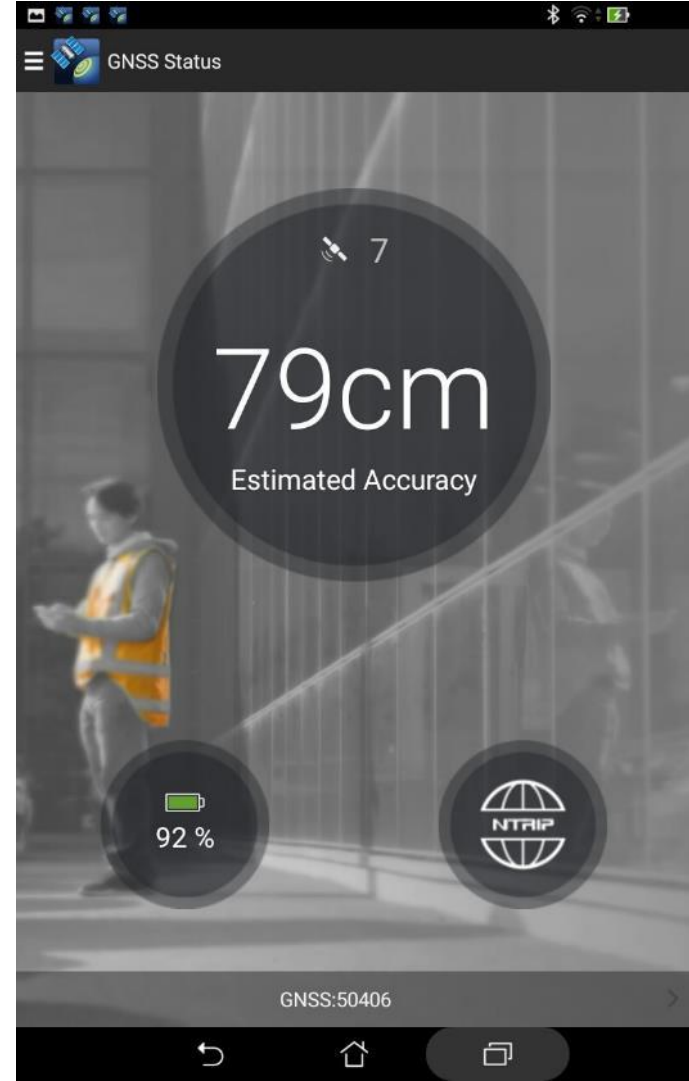 GNSS Status
7
79cm
Estimated Accuracy
92 %
NTRIP
GNSS:50406